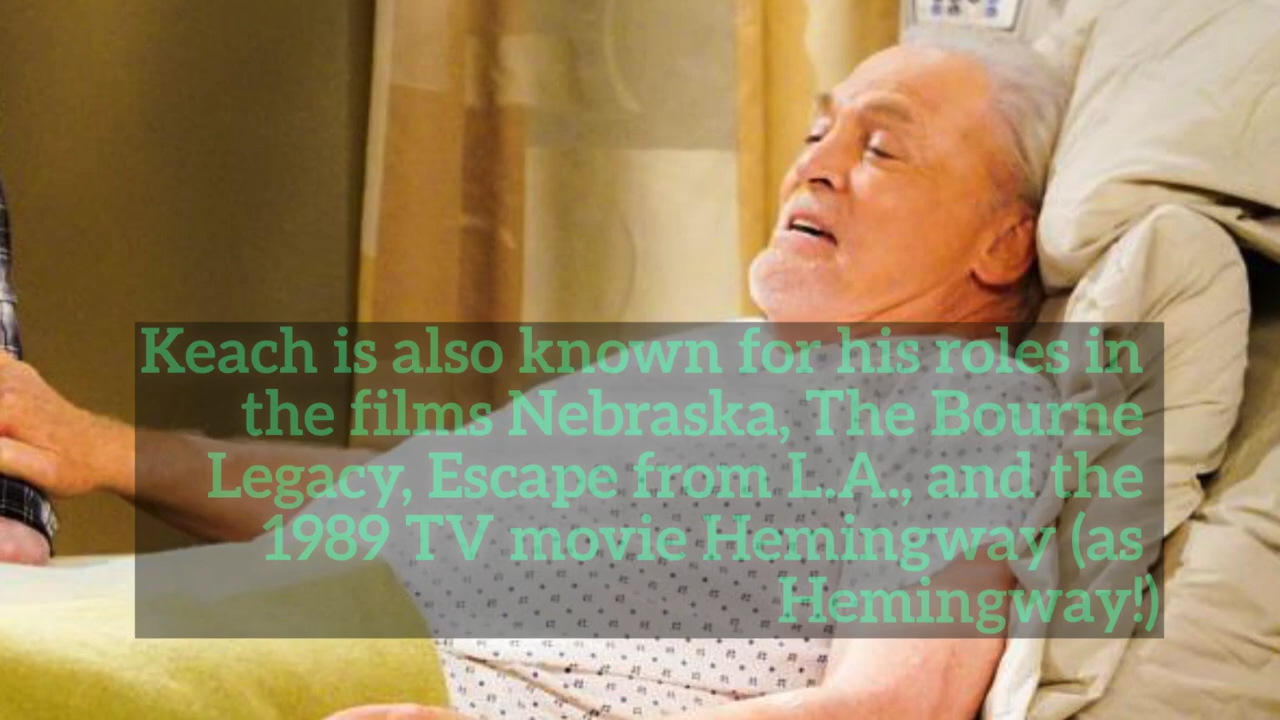 Keach is also known for his roles in
the films Nebraska, The Bourne
Legacy, Escape from L.A., and the
1989 TV movie Hemingway (as
Hemingway!)